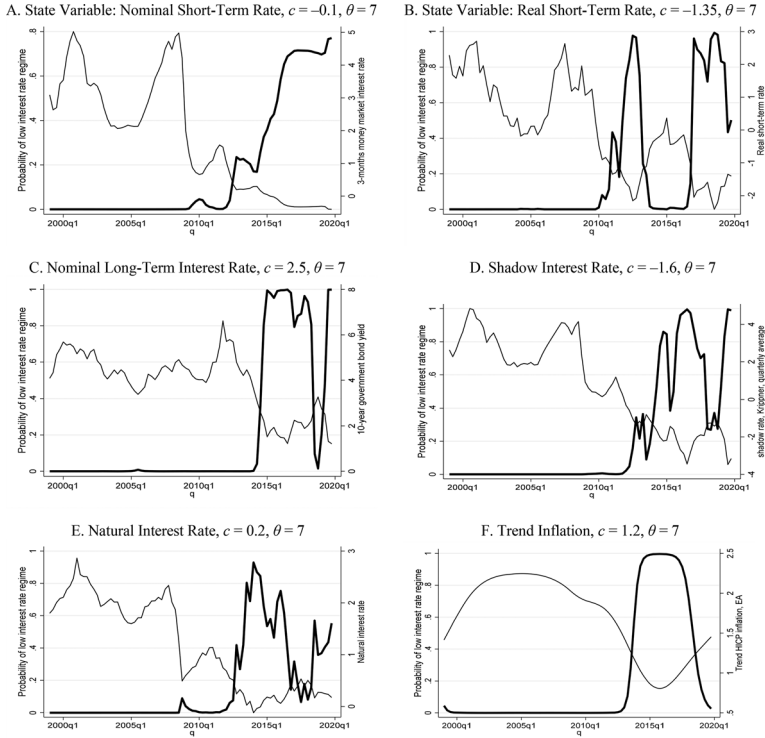 A. State Variable: Nominal Short-Term Rate, c = –0.1, θ = 7
Probability of low interest rate regime
0 .2 .4 .6 .8
3-months money market interest rate
0 1 2 3 4 5
2000q1 2005q1 2010q1 2015q1 2020q1
q
B. State Variable: Real Short-Term Rate, c = –1.35, θ = 7
Probability of low interest rate regime
0 .2 .4 .6 .8 1
Real short-term rate
-2 -1 0 1 2 3
2000q1 2005q1 2010q1 2015q1 2020q1
q
C. Nominal Long-Term Interest Rate, c = 2.5, θ = 7
Probability of low interest rate regime
0 .2 .4 .6 .8 1
10-year government bond yield
0 2 4 6 8
2000q1 2005q1 2010q1 2015q1 2020q1
q
D. Shadow Interest Rate, c = –1.6, θ = 7
Probability of low interest rate regime
0 .2 .4 .6 .8 1
shadow rate, Krippner, quarterly average
-4 -2 0 2 4
2000q1 2005q1 2010q1 2015q1 2020q1
q
E. Natural Interest Rate, c = 0.2, θ = 7
Probability of low interest rate regime
0 .2 .4 .6 .8 1
Natural interest rate
0 1 2 3
2000q1 2005q1 2010q1 2015q1 2020q1
q
F. Trend Inflation, c = 1.2, θ = 7
Probability of low interest rate regime
0 .2 .4 .6 .8 1
Trend HICP inflation, EA
.5 1 1.5 2 2.5
2000q1 2005q1 2010q1 2015q1 2020q1
q